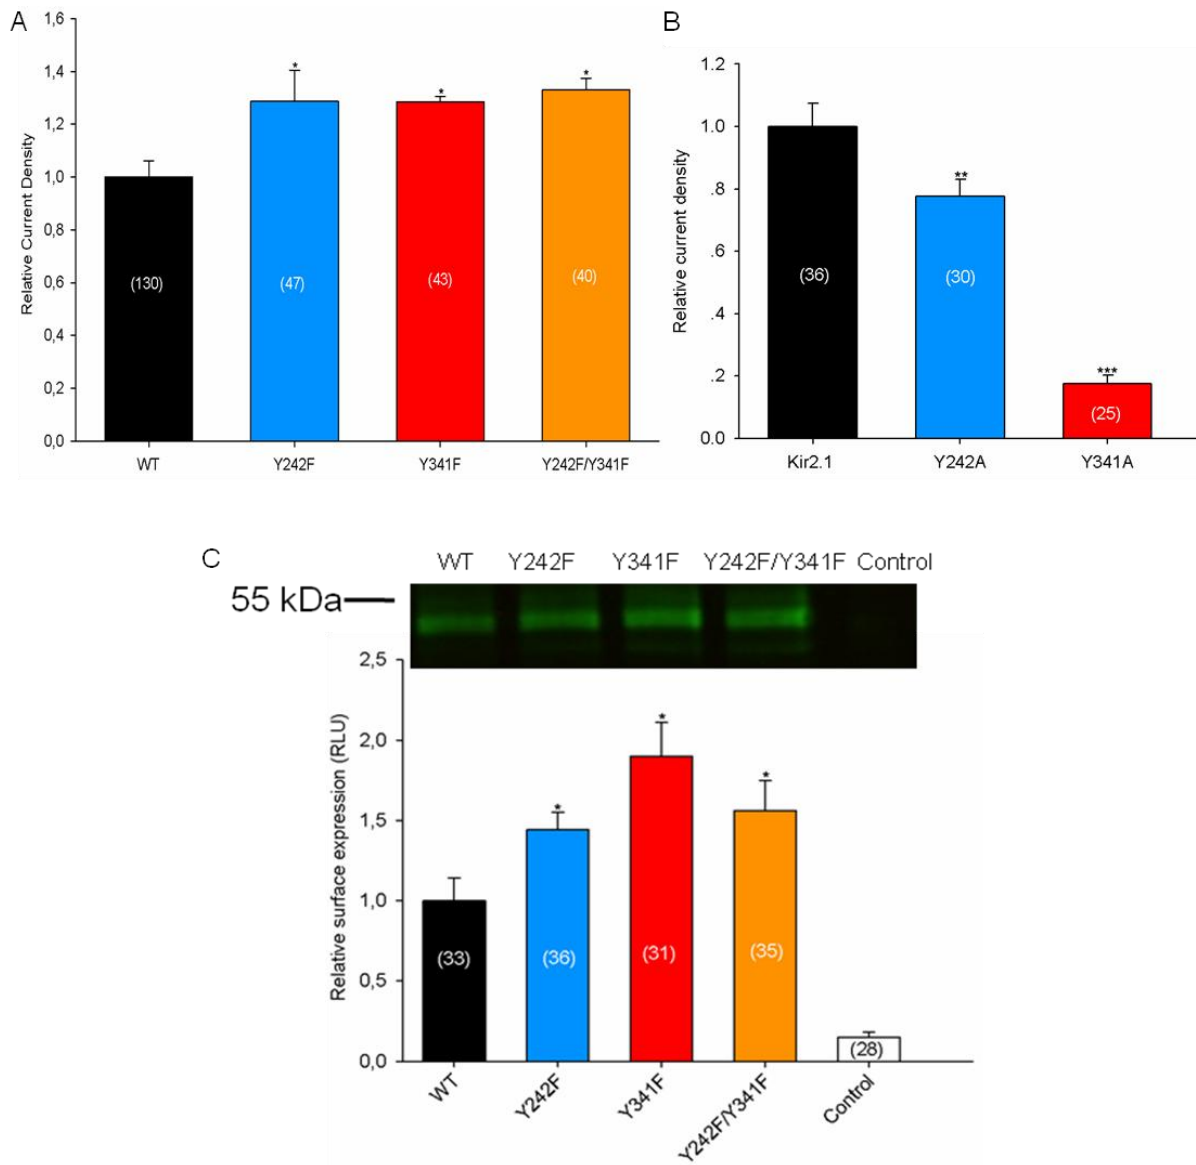 A
1,6
1,4
1,2
1,0
0,8
0,6
0,4
0,2
0,0
Relative Current Density
* * *
(130) (47) (43) (40)
WT Y242F Y341F Y242F/Y341F
B
1.2
1.0
.8
.6
.4
.2
0.0
Relative current density
**
***
(36) (30) (25)
Kir2.1 Y242A Y341A
C
WT Y242F Y341F Y242F/Y341F Control
55 kDa
2,5
2,0
1,5
1,0
0,5
0,0
Relative surface expression (RLU)
* * *
(33) (36) (31) (35) (28)
WT Y242F Y341F Y242F/Y341F Control